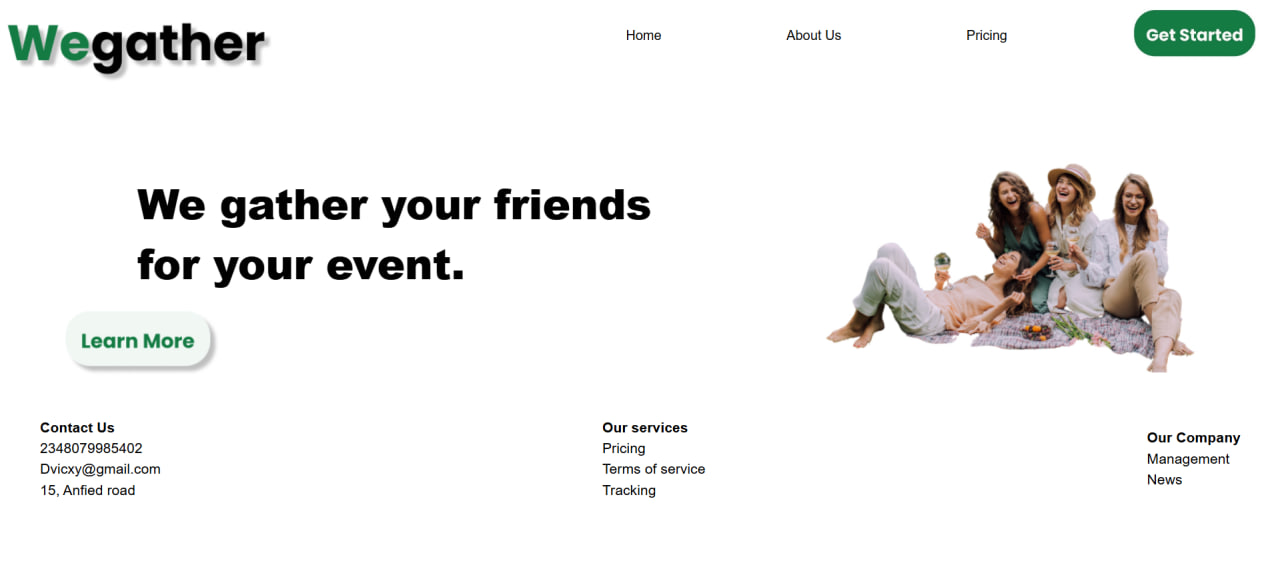 Wegather
Home
About Us
Pricing
Get Started
We gather your friends
for your event.
Learn More
Contact Us
2348079985402
Dvicxy@gmail.com
15, Anfied road
Our services
Pricing
Terms of service
Tracking
Our Company
Management
News